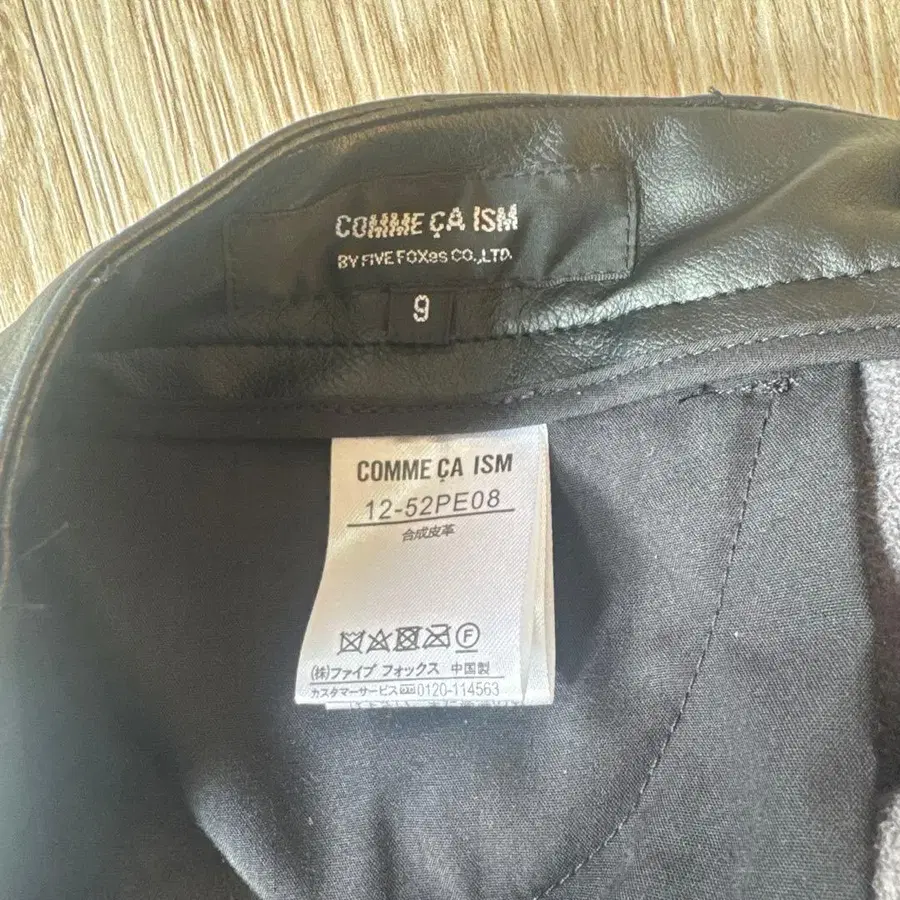 COMME ÇA ISM
BY FIVE FOXes CO.,LTD.
9
COMME ÇA ISM
12-52PE08
合成皮革
F
(株)ファイブ フォックス 中国製
カスタマーサービス 0120-114563